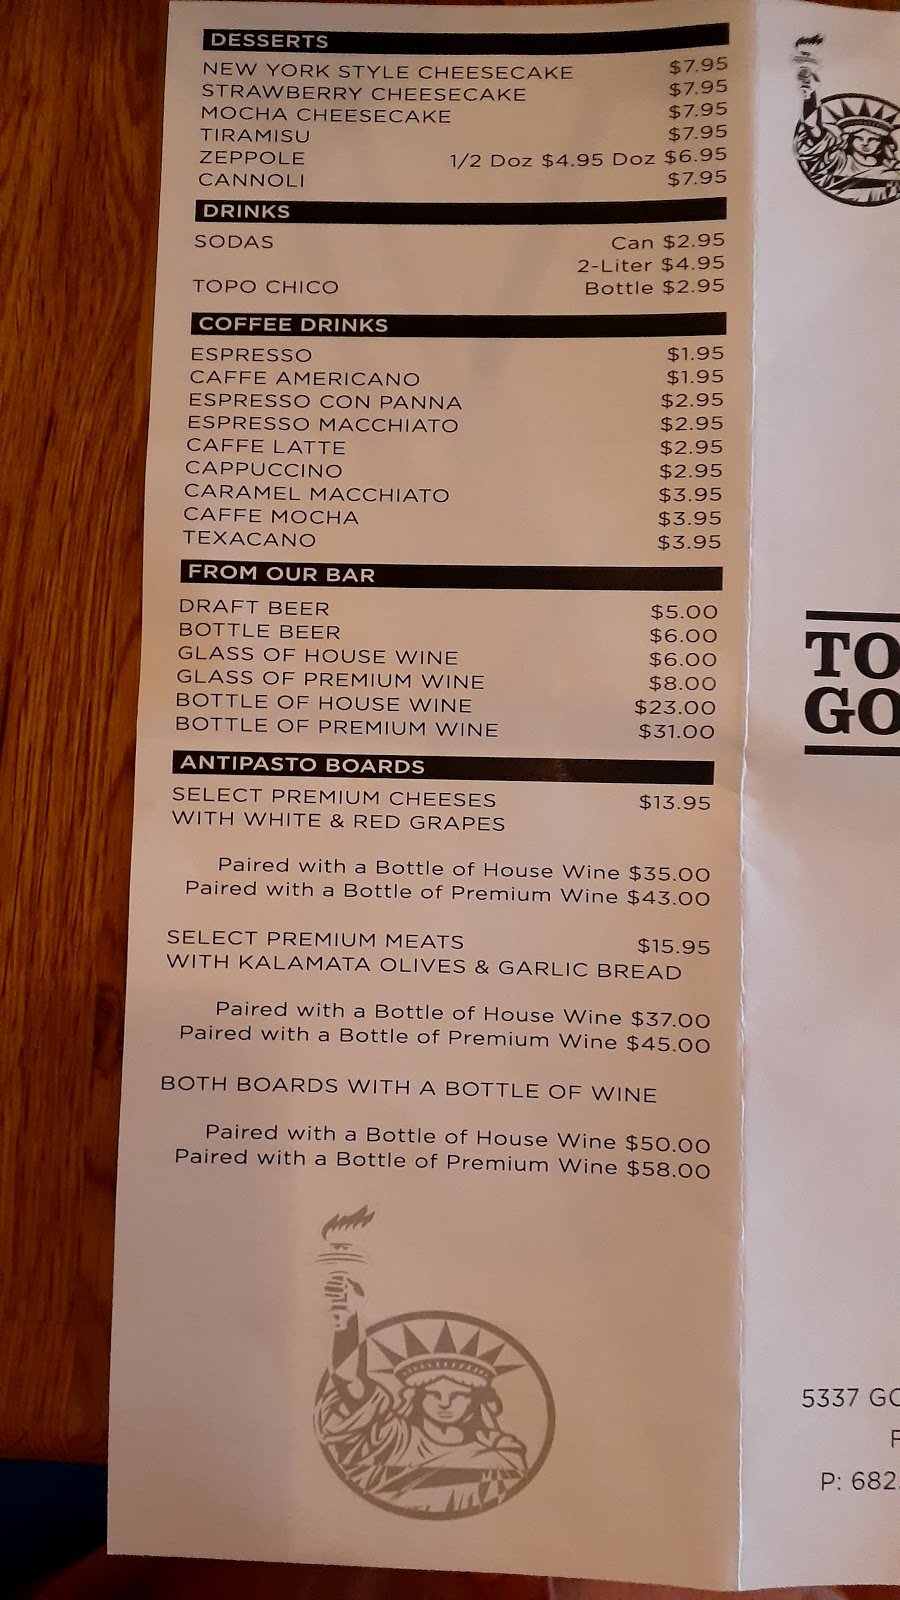 DESSERTS
NEW YORK STYLE CHEESECAKE $7.95
STRAWBERRY CHEESECAKE $7.95
MOCHA CHEESECAKE $7.95
TIRAMISU $7.95
ZEPPOLE 1/2 Doz $4.95 Doz $6.95
CANNOLI $7.95
DRINKS
SODAS Can $2.95
2-Liter $4.95
TOPO CHICO Bottle $2.95
COFFEE DRINKS
ESPRESSO $1.95
CAFFE AMERICANO $1.95
ESPRESSO CON PANNA $2.95
ESPRESSO MACCHIATO $2.95
CAFFE LATTE $2.95
CAPPUCCINO $2.95
CARAMEL MACCHIATO $3.95
CAFFE MOCHA $3.95
TEXACANO $3.95
FROM OUR BAR
DRAFT BEER $5.00
BOTTLE BEER $6.00
GLASS OF HOUSE WINE $6.00
GLASS OF PREMIUM WINE $8.00
BOTTLE OF HOUSE WINE $23.00
BOTTLE OF PREMIUM WINE $31.00
ANTIPASTO BOARDS
SELECT PREMIUM CHEESES $13.95
WITH WHITE & RED GRAPES
Paired with a Bottle of House Wine $35.00
Paired with a Bottle of Premium Wine $43.00
SELECT PREMIUM MEATS $15.95
WITH KALAMATA OLIVES & GARLIC BREAD
Paired with a Bottle of House Wine $37.00
Paired with a Bottle of Premium Wine $45.00
BOTH BOARDS WITH A BOTTLE OF WINE
Paired with a Bottle of House Wine $50.00
Paired with a Bottle of Premium Wine $58.00
TO
GO
5337 GO
F
P: 682